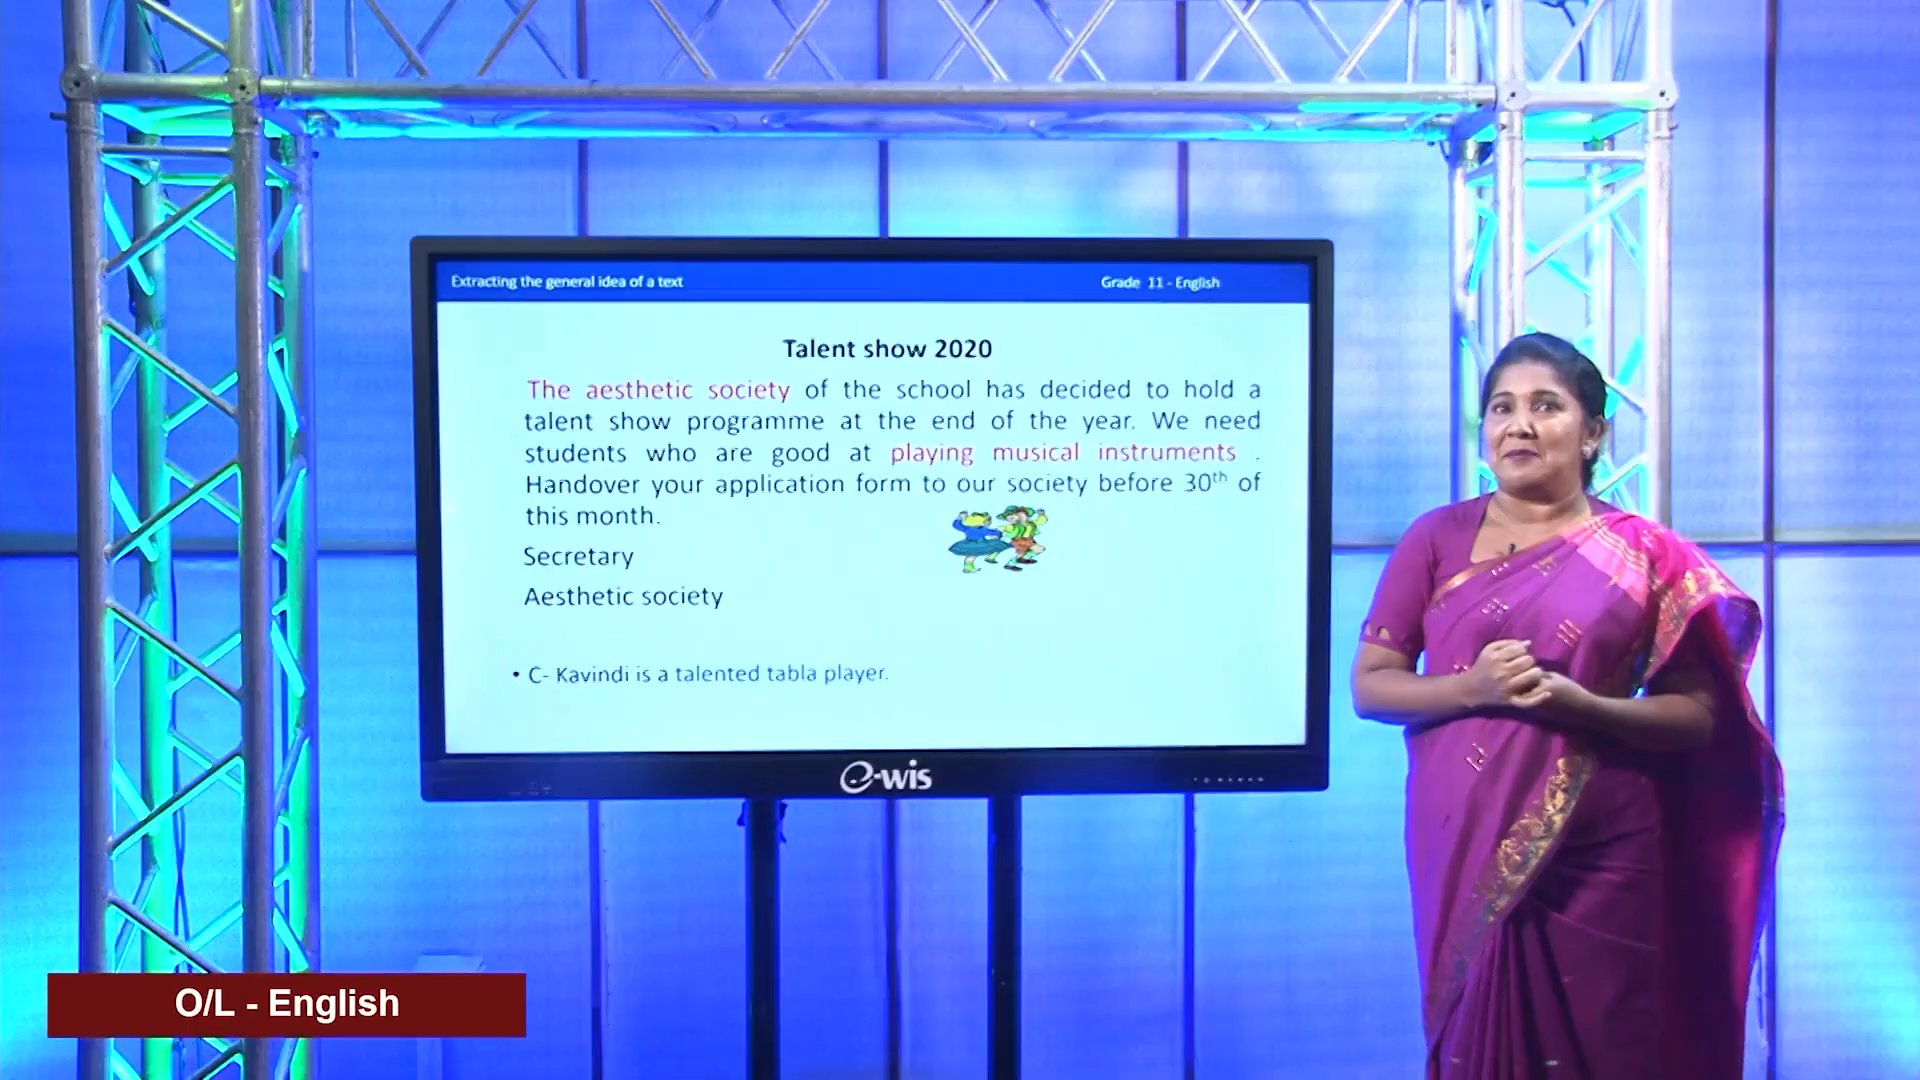 Extracting the general idea of a text
Grade 11 - English
Talent show 2020
The aesthetic society of the school has decided to hold a
talent show programme at the end of the year. We need
students who are good at playing musical instruments .
Handover your application form to our society before 30th of
this month.
Secretary
Aesthetic society
• C- Kavindi is a talented tabla player.
e-wis
O/L - English